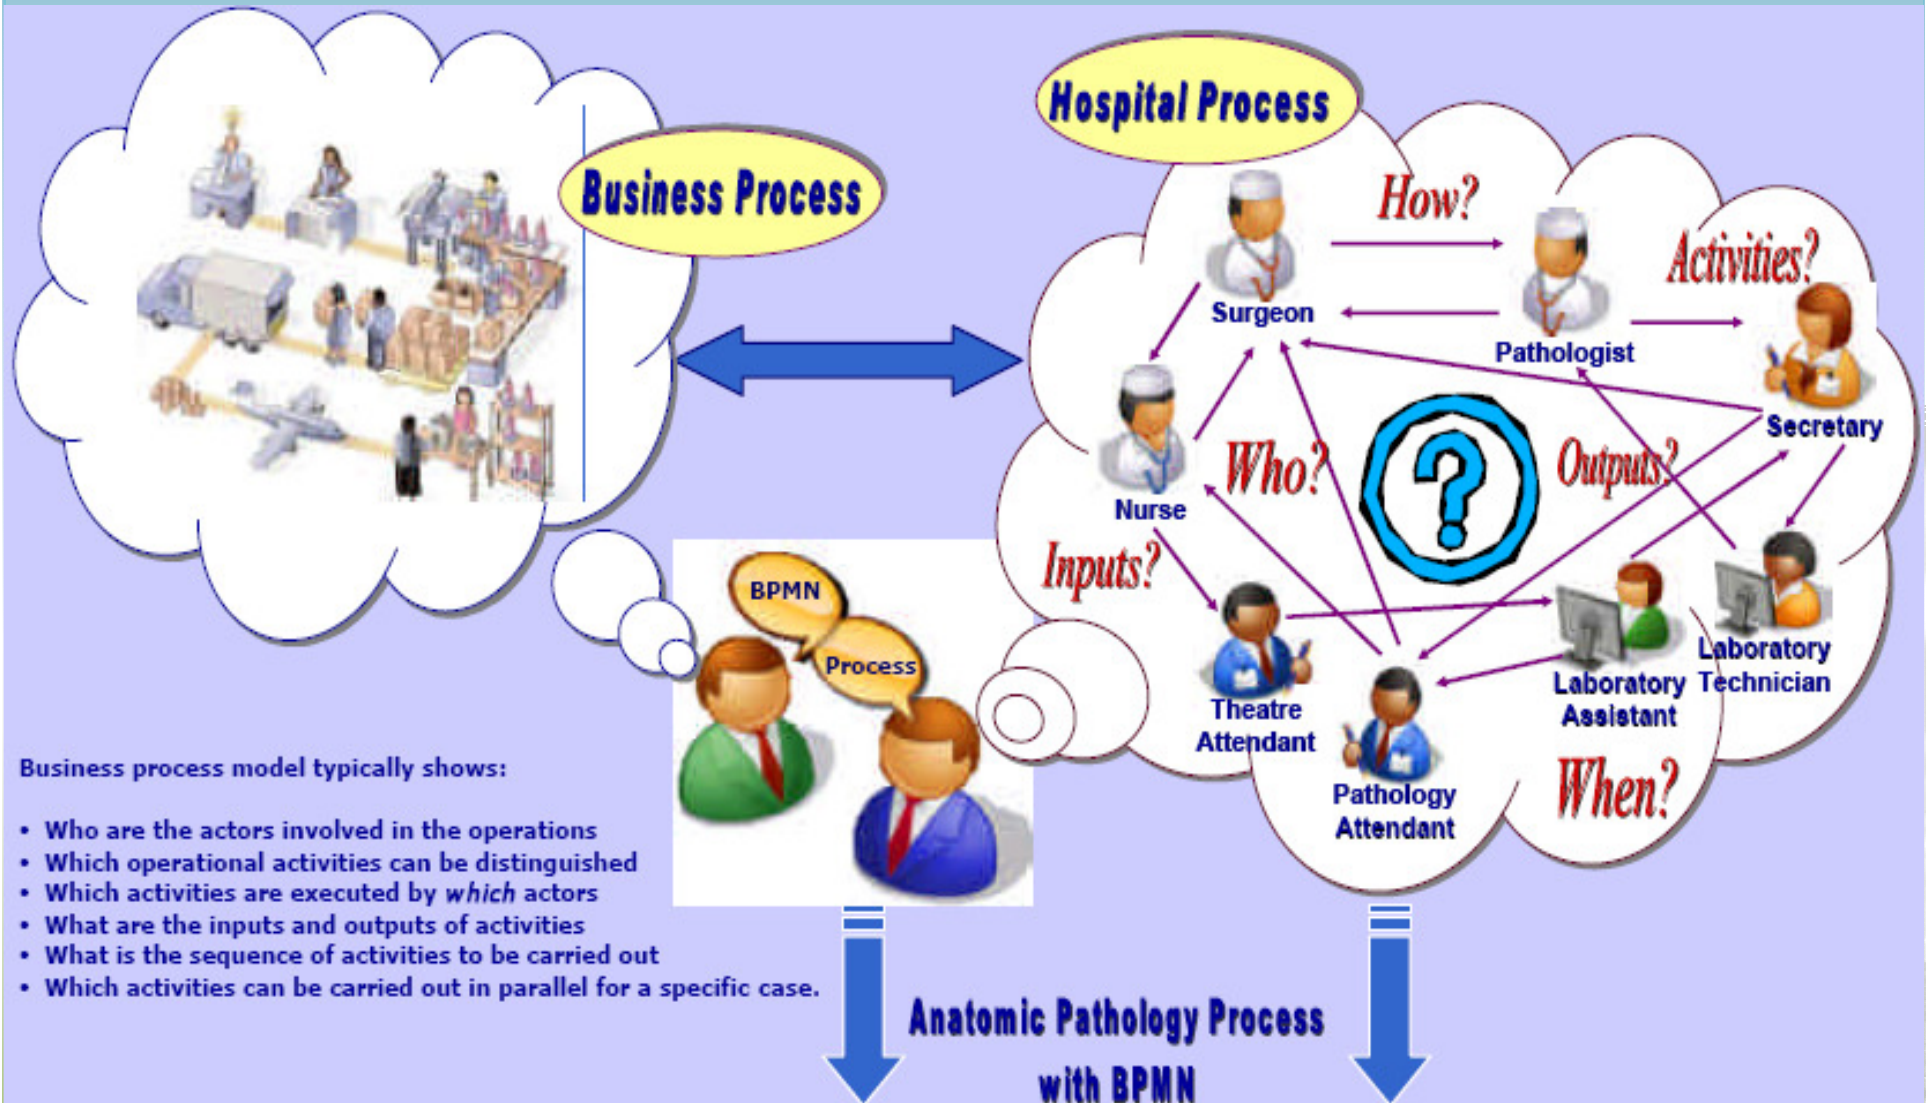 Business Process
Hospital Process
How?
Activities?
Surgeon
Pathologist
Secretary
Who?
Outputs?
Nurse
Inputs?
BPMN
Process
Theatre
Attendant
Laboratory
Assistant
Laboratory
Technician
Pathology
Attendant
When?
Business process model typically shows:
• Who are the actors involved in the operations
• Which operational activities can be distinguished
• Which activities are executed by which actors
• What are the inputs and outputs of activities
• What is the sequence of activities to be carried out
• Which activities can be carried out in parallel for a specific case.
Anatomic Pathology Process
with BPMN